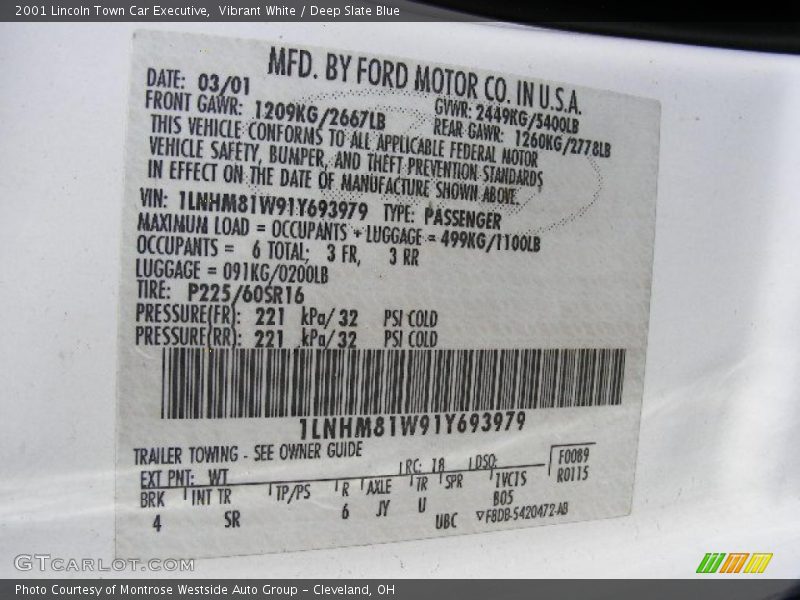 2001 Lincoln Town Car Executive, Vibrant White / Deep Slate Blue
MFD. BY FORD MOTOR CO. IN U.S.A.
DATE: 03/01 GVWR: 2449KG/5400LB
FRONT GAWR: 1209KG/2667LB REAR GAWR: 1260KG/2778LB
THIS VEHICLE CONFORMS TO ALL APPLICABLE FEDERAL MOTOR
VEHICLE SAFETY, BUMPER, AND THEFT PREVENTION STANDARDS
IN EFFECT ON THE DATE OF MANUFACTURE SHOWN ABOVE.
VIN: 1LNHM81W91Y693979 TYPE: PASSENGER
MAXIMUM LOAD = OCCUPANTS + LUGGAGE = 499KG/1100LB
OCCUPANTS = 6 TOTAL; 3 FR, 3 RR
LUGGAGE = 091KG/0200LB
TIRE: P225/60SR16
PRESSURE(FR): 221 kPa/ 32 PSI COLD
PRESSURE(RR): 221 kPa/ 32 PSI COLD
1LNHM81W91Y693979
TRAILER TOWING - SEE OWNER GUIDE
EXT PNT: WT RC: 18 DSO: F0089
R0115
BRK INT TR TP/PS R AXLE TR SPR 7VCTS
4 SR 6 JY U B05
UBC ▽F8DB-5420472-AB
GTCARLOT.COM
Photo Courtesy of Montrose Westside Auto Group - Cleveland, OH